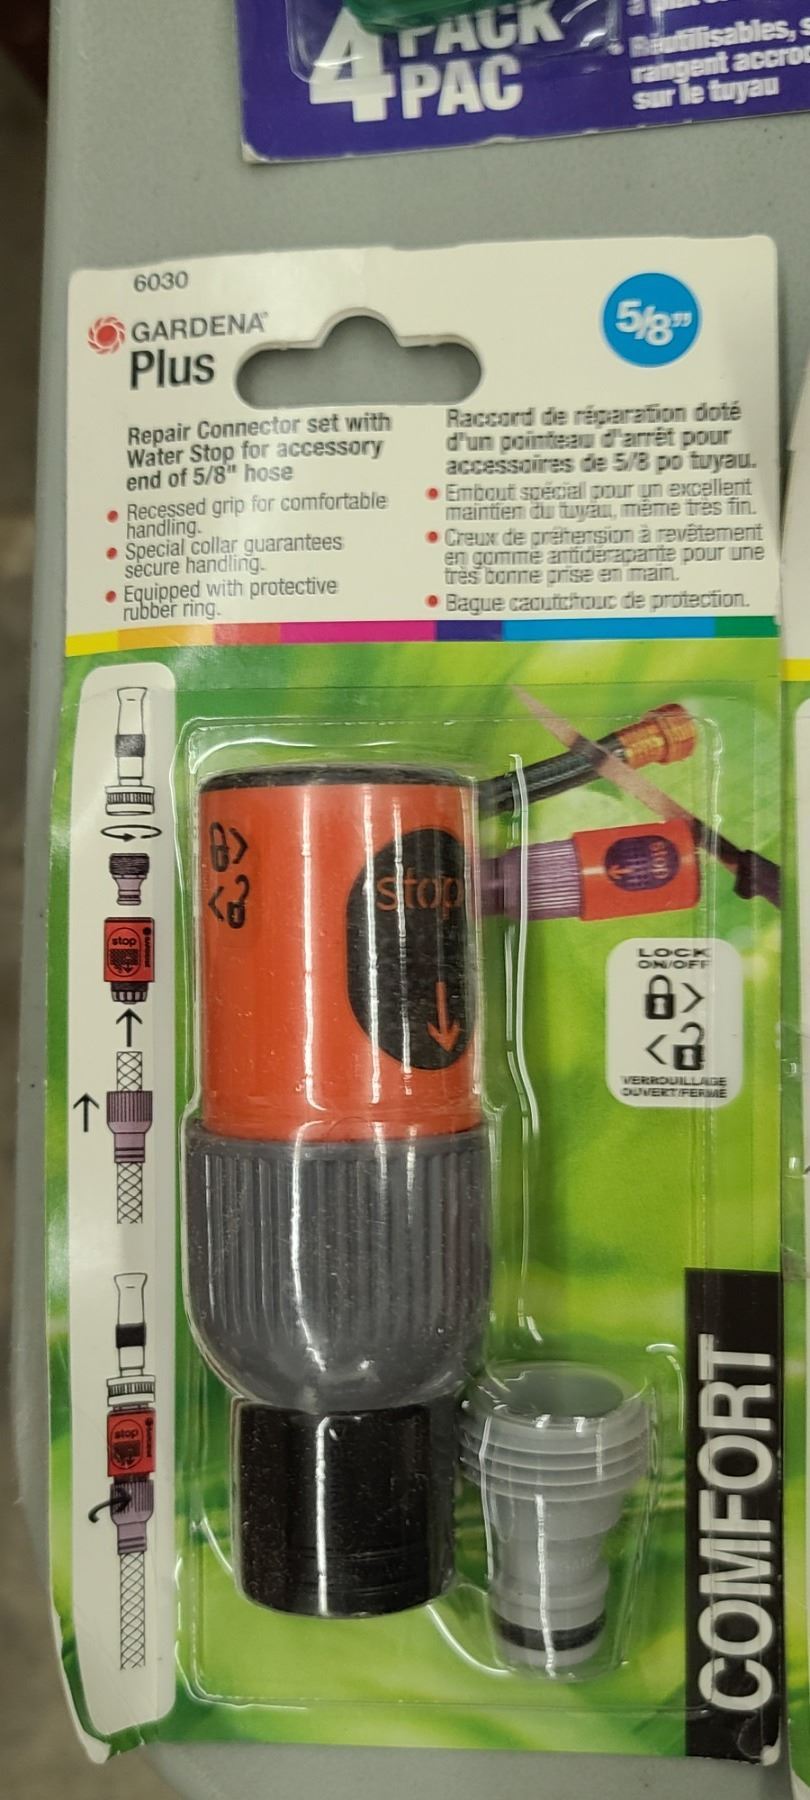 4 PACK
PAC
Réutilisables, s
rangent accroc
sur le tuyau
6030
GARDENA
Plus
5/8"
Repair Connector set with
Water Stop for accessory
end of 5/8" hose
• Recessed grip for comfortable
handling.
• Special collar guarantees
secure handling.
• Equipped with protective
rubber ring.
Raccord de réparation doté
d'un pointeau d'arrêt pour
accessoires de 5/8 po tuyau.
• Embout spécial pour un excellent
maintien du tuyau, même très fin.
• Creux de préhension à revêtement
en gomme antidérapante pour une
très bonne prise en main.
• Bague caoutchouc de protection.
stop
stop
stop
LOCK
ON/OFF
VERROUILLAGE
OUVERT/FERMÉ
stop
COMFORT